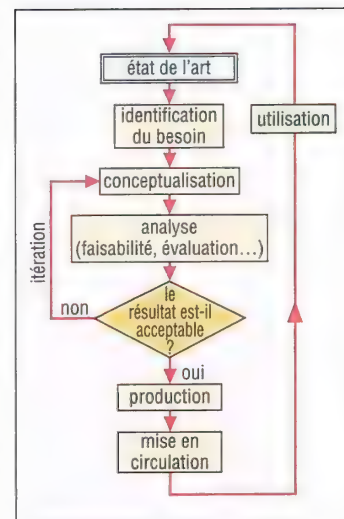 état de l'art
identification
du besoin
utilisation
conceptualisation
analyse
(faisabilité, évaluation...)
itération
le
résultat est-il
acceptable
?
non
oui
production
mise en
circulation